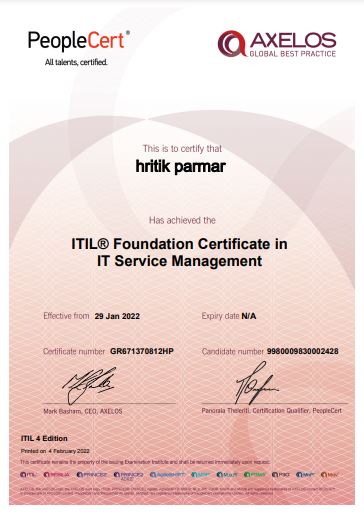 PeopleCert®
All talents, certified.
AXELOS
GLOBAL BEST PRACTICE
This is to certify that
hritik parmar
Has achieved the
ITIL® Foundation Certificate in
IT Service Management
Effective from 29 Jan 2022 Expiry date N/A
Certificate number GR671370812HP Candidate number 9980009830002428
Mark Basham, CEO, AXELOS Panoraia Theleriti, Certification Qualifier, PeopleCert
ITIL 4 Edition
Printed on 4 February 2022
This certificate remains the property of the issuing Examination Institute and shall be returned immediately upon request.
ITIL RESILIA PRINCE2 PRINCE2 AGILE AgileSHIFT MSP M_o_R P3M3 P3O MoP MoV